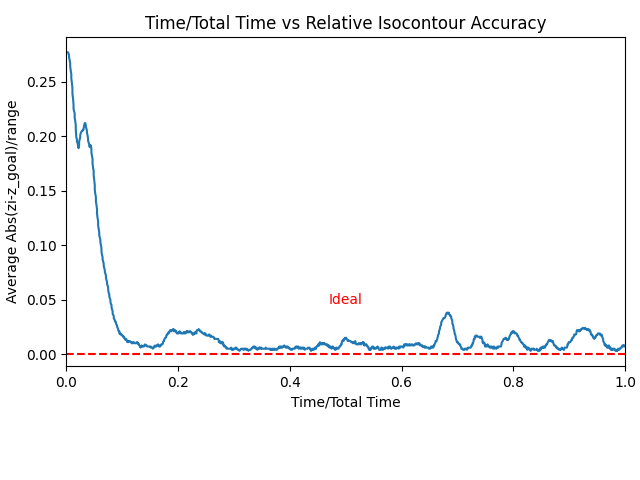 Time/Total Time vs Relative Isocontour Accuracy
Average Abs(zi-z_goal)/range
0.25
0.20
0.15
0.10
0.05
0.00
Ideal
0.0 0.2 0.4 0.6 0.8 1.0
Time/Total Time